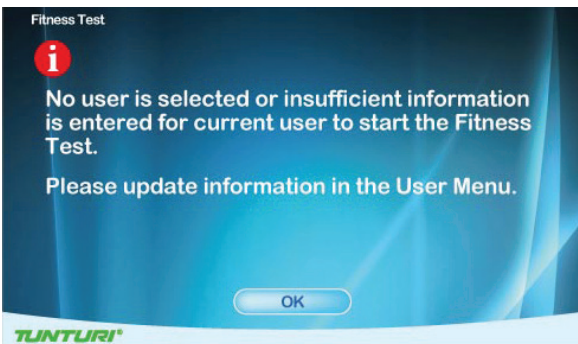 Fitness Test
i
No user is selected or insufficient information
is entered for current user to start the Fitness
Test.
Please update information in the User Menu.
OK
TUNTURI®